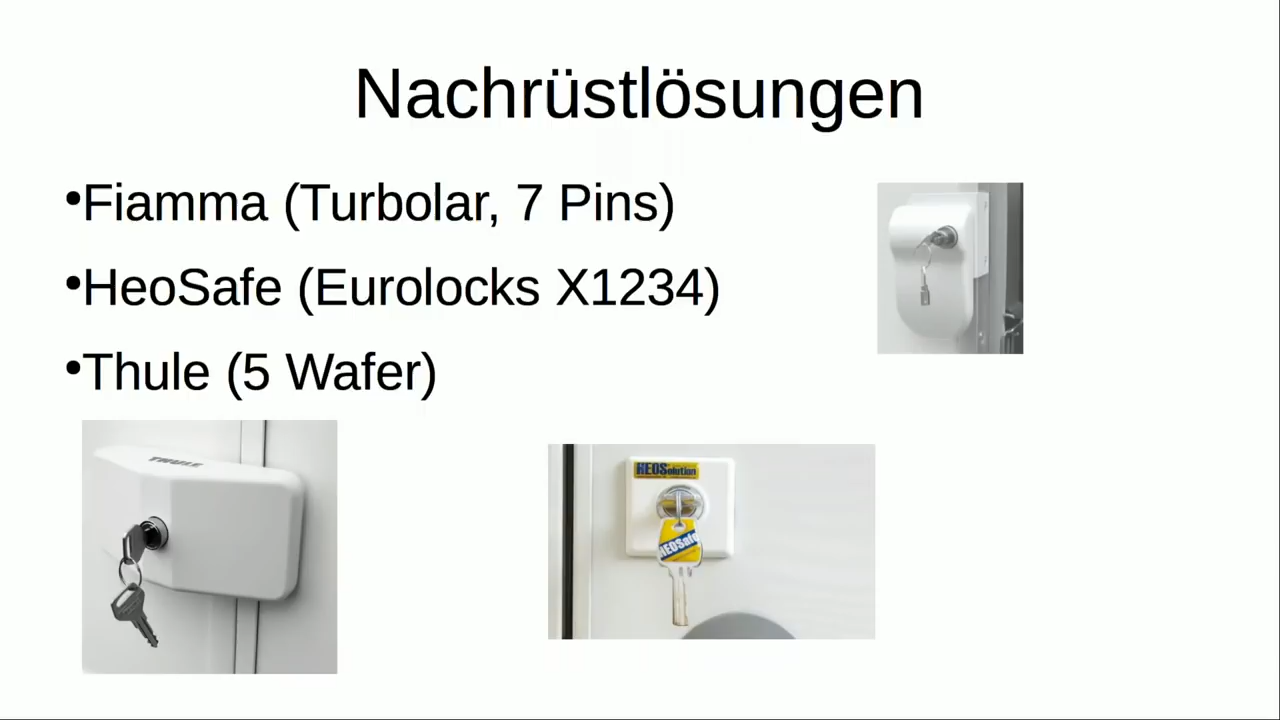 Nachrüstlösungen
•Fiamma (Turbolar, 7 Pins)
•HeoSafe (Eurolocks X1234)
•Thule (5 Wafer)
THULE
HEOSolution
HEOSafe